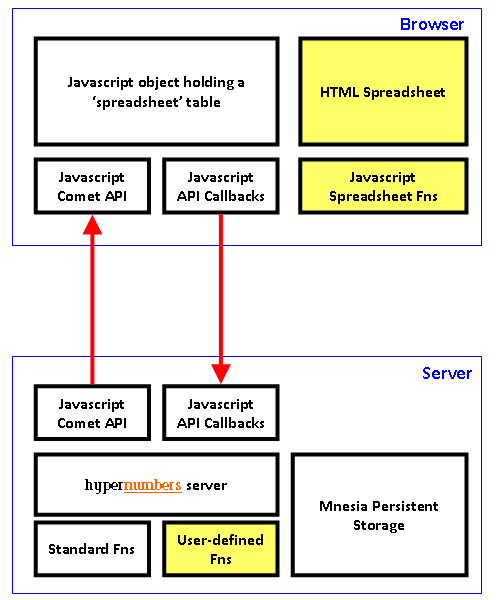 Browser
Javascript object holding a
‘spreadsheet’ table
HTML Spreadsheet
Javascript
Comet API
Javascript
API Callbacks
Javascript
Spreadsheet Fns
Server
Javascript
Comet API
Javascript
API Callbacks
hypernumbers server
Mnesia Persistent
Storage
Standard Fns
User-defined
Fns